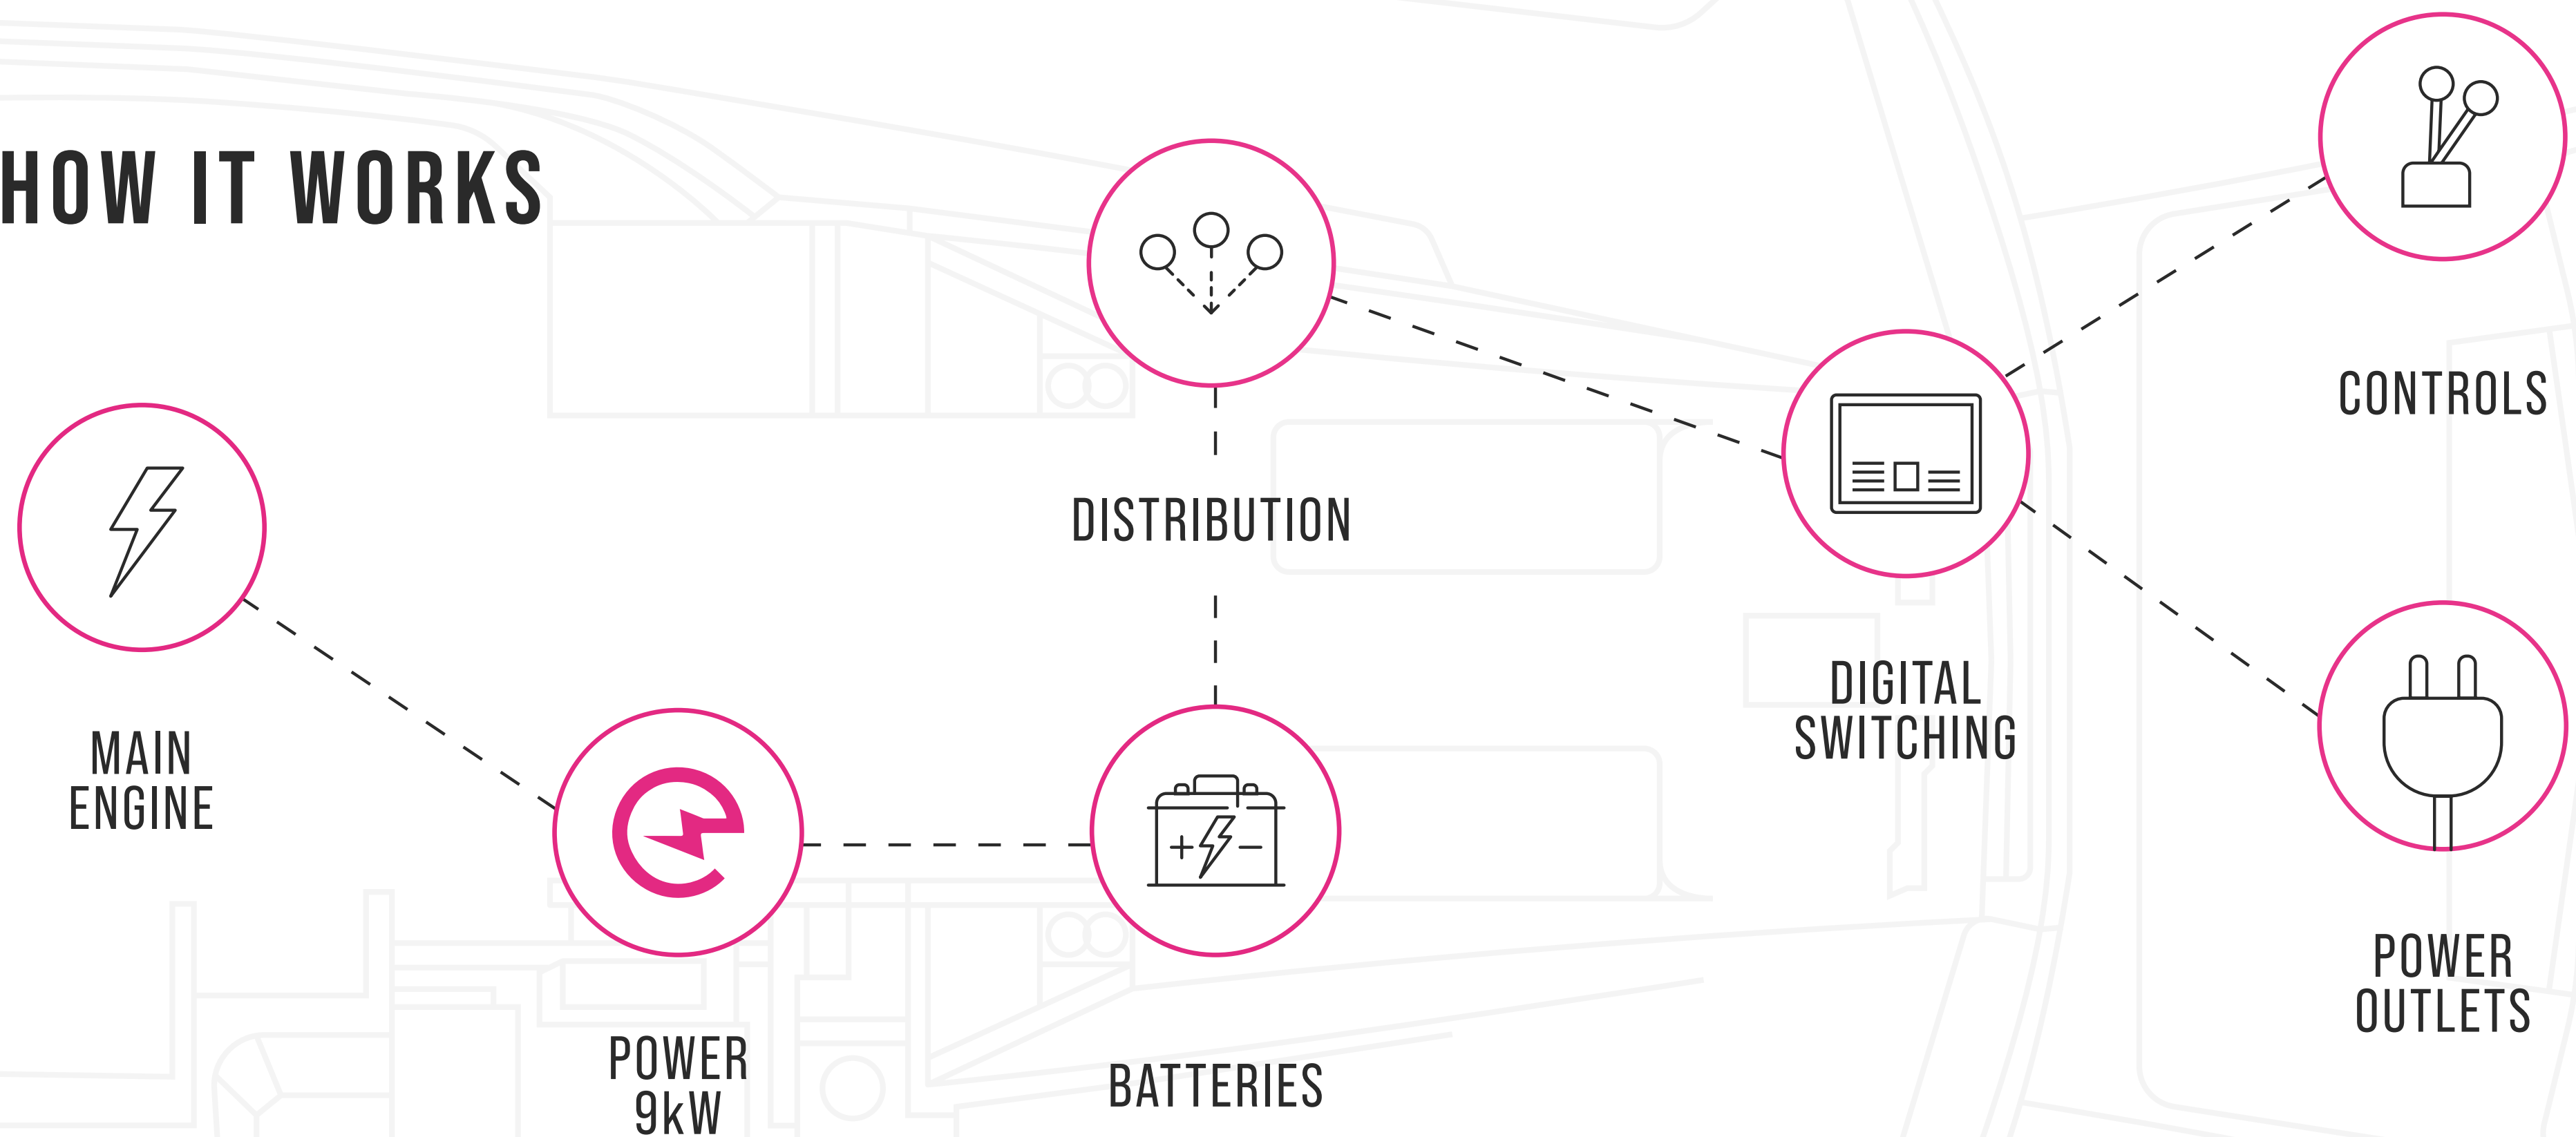 HOW IT WORKS
MAIN
ENGINE
POWER
9kW
BATTERIES
DISTRIBUTION
DIGITAL
SWITCHING
CONTROLS
POWER
OUTLETS